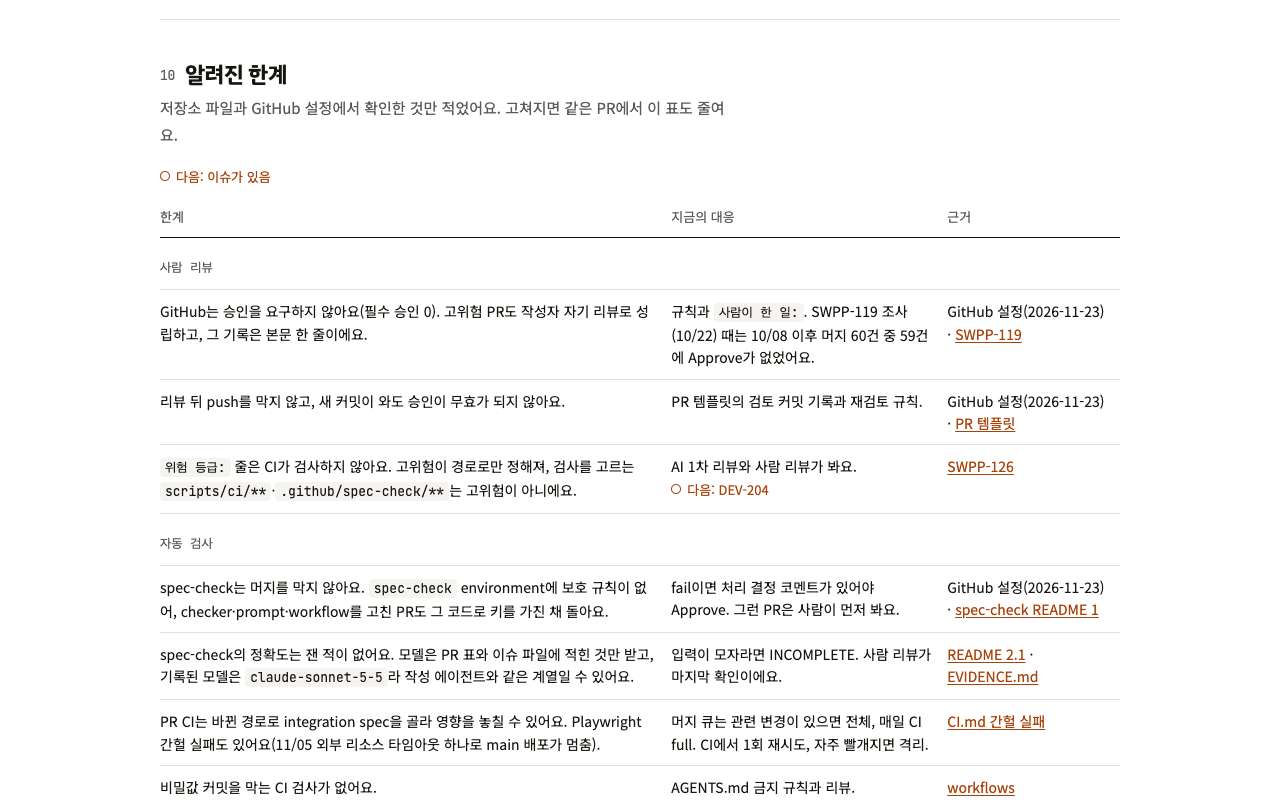 10 알려진 한계
저장소 파일과 GitHub 설정에서 확인한 것만 적었어요. 고쳐지면 같은 PR에서 이 표도 줄여
요.
다음: 이슈가 있음
한계 지금의 대응 근거
사람 리뷰
GitHub는 승인을 요구하지 않아요(필수 승인 0). 고위험 PR도 작성자 자기 리뷰로 성
립하고, 그 기록은 본문 한 줄이에요.
규칙과 사람이 한 일: . SWPP-119 조사
(10/22) 때는 10/08 이후 머지 60건 중 59건
에 Approve가 없었어요.
GitHub 설정(2026-11-23)
· SWPP-119
리뷰 뒤 push를 막지 않고, 새 커밋이 와도 승인이 무효가 되지 않아요.
PR 템플릿의 검토 커밋 기록과 재검토 규칙.
GitHub 설정(2026-11-23)
· PR 템플릿
위험 등급: 줄은 CI가 검사하지 않아요. 고위험이 경로로만 정해져, 검사를 고르는
scripts/ci/** · .github/spec-check/** 는 고위험이 아니에요.
AI 1차 리뷰와 사람 리뷰가 봐요.
다음: DEV-204
SWPP-126
자동 검사
spec-check는 머지를 막지 않아요. spec-check environment에 보호 규칙이 없
어, checker·prompt·workflow를 고친 PR도 그 코드로 키를 가진 채 돌아요.
fail이면 처리 결정 코멘트가 있어야
Approve. 그런 PR은 사람이 먼저 봐요.
GitHub 설정(2026-11-23)
· spec-check README 1
spec-check의 정확도는 잰 적이 없어요. 모델은 PR 표와 이슈 파일에 적힌 것만 받고,
기록된 모델은 claude-sonnet-5-5 라 작성 에이전트와 같은 계열일 수 있어요.
입력이 모자라면 INCOMPLETE. 사람 리뷰가
마지막 확인이에요.
README 2.1 ·
EVIDENCE.md
PR CI는 바뀐 경로로 integration spec을 골라 영향을 놓칠 수 있어요. Playwright
간헐 실패도 있어요(11/05 외부 리소스 타임아웃 하나로 main 배포가 멈춤).
머지 큐는 관련 변경이 있으면 전체, 매일 CI
full. CI에서 1회 재시도, 자주 빨개지면 격리.
CI.md 간헐 실패
비밀값 커밋을 막는 CI 검사가 없어요.
AGENTS.md 금지 규칙과 리뷰.
workflows